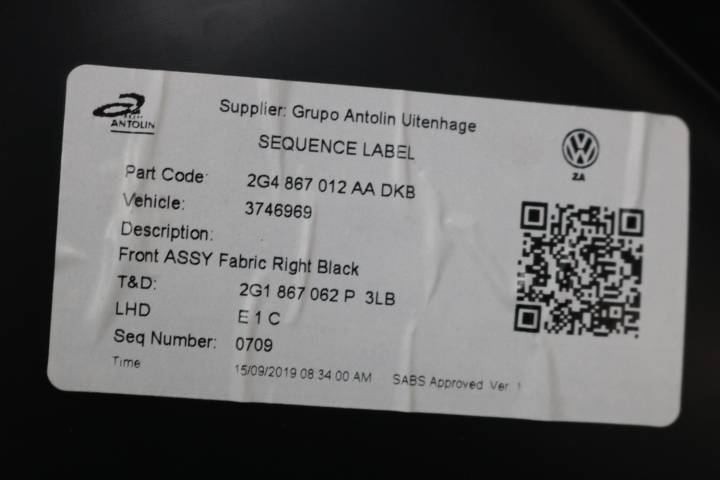 ANTOLIN
Supplier: Grupo Antolin Uitenhage
SEQUENCE LABEL
ZA
Part Code: 2G4 867 012 AA DKB
Vehicle: 3746969
Description:
Front ASSY Fabric Right Black
T&D: 2G1 867 062 P 3LB
LHD E 1 C
Seq Number: 0709
Time 15/09/2019 08:34:00 AM SABS Approved Ver 1